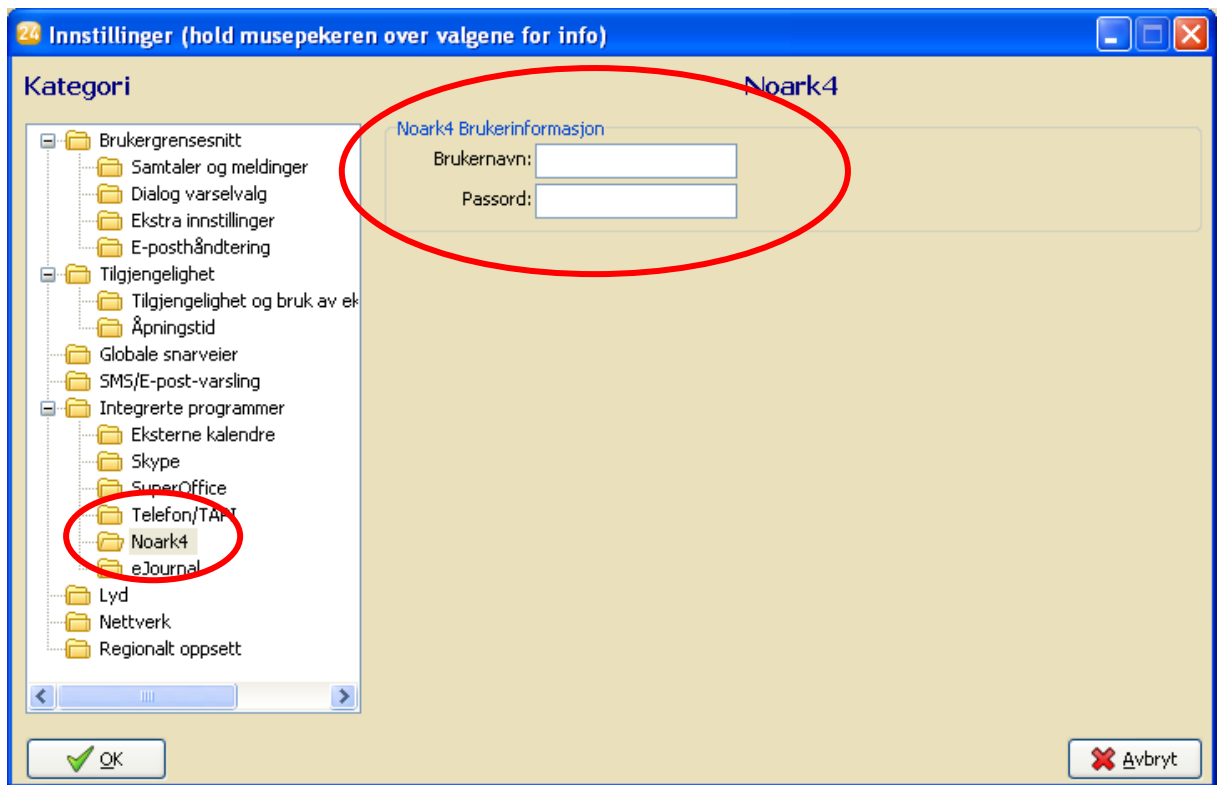 24 Innstillinger (hold musepekeren over valgene for info)
Kategori
Noark4
Brukergrensesnitt
Samtaler og meldinger
Dialog varselvalg
Ekstra innstillinger
E-posthåndtering
Tilgjengelighet
Tilgjengelighet og bruk av ek
Åpningstid
Globale snarveier
SMS/E-post-varsling
Integrerte programmer
Eksterne kalendre
Skype
SuperOffice
Telefon/TAPI
Noark4
eJournal
Lyd
Nettverk
Regionalt oppsett
Noark4 Brukerinformasjon
Brukernavn:
Passord:
OK
Avbryt